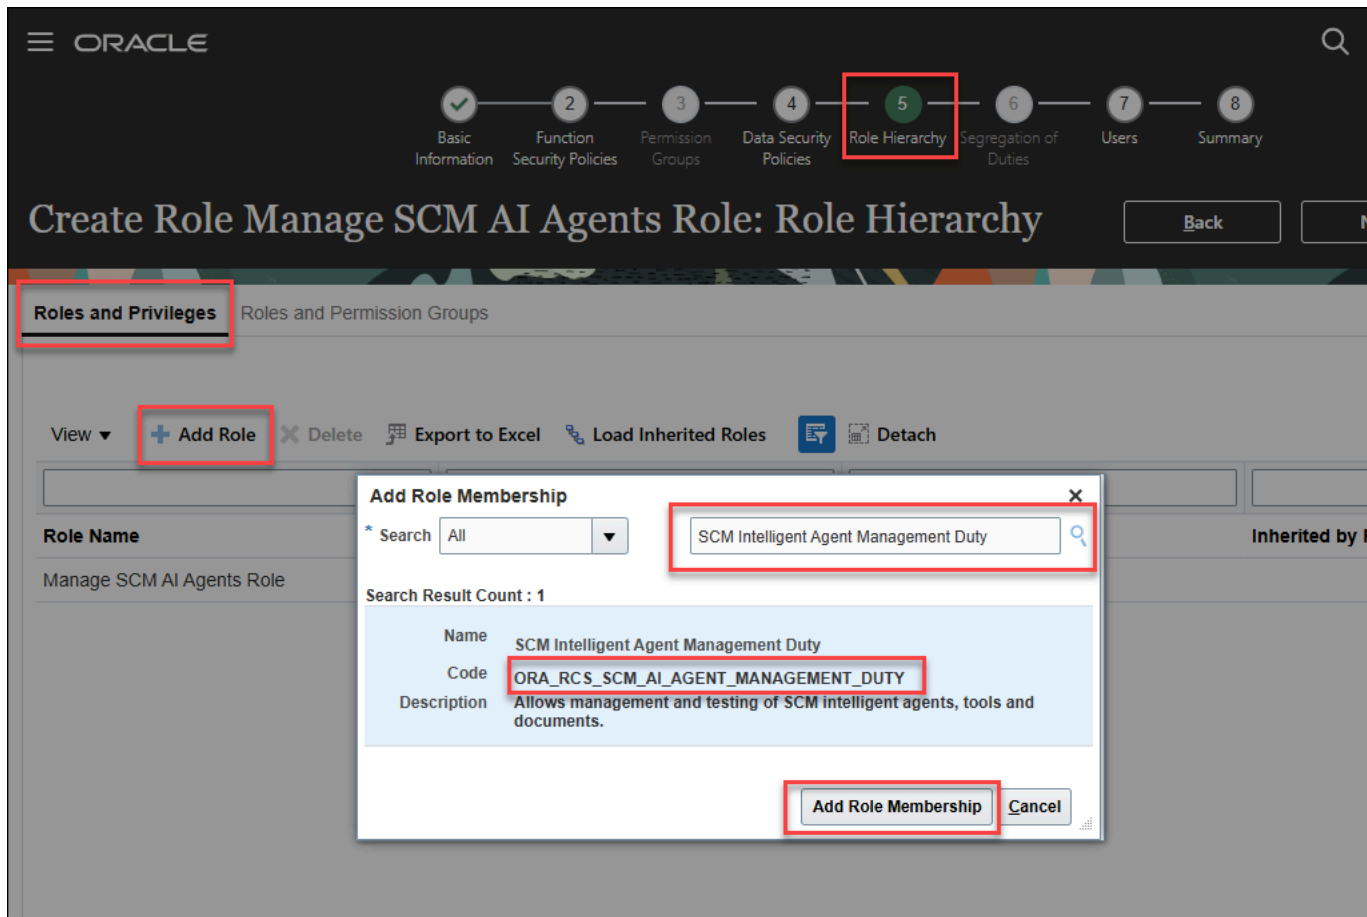 ORACLE
2 3 4 5 6 7 8
Basic Function Permission Data Security Role Hierarchy Segregation of Users Summary
Information Security Policies Groups Policies Duties
Create Role Manage SCM AI Agents Role: Role Hierarchy Back N
Roles and Privileges Roles and Permission Groups
View Add Role Delete Export to Excel Load Inherited Roles Detach
Add Role Membership
* Search All SCM Intelligent Agent Management Duty
Role Name Inherited by
Manage SCM AI Agents Role
Search Result Count : 1
Name SCM Intelligent Agent Management Duty
Code ORA_RCS_SCM_AI_AGENT_MANAGEMENT_DUTY
Description Allows management and testing of SCM intelligent agents, tools and
documents.
Add Role Membership Cancel